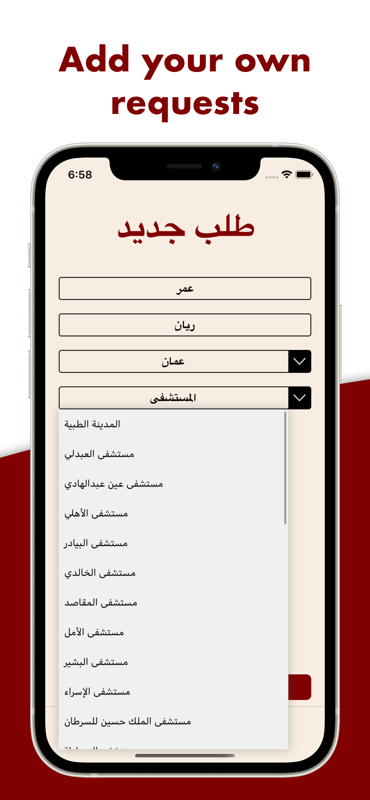 Add your own
requests
6:58
طلب جديد
عمر
ريان
عمان
المستشفى
المدينة الطبية
مستشفى العبدلي
مستشفى عين عبدالهادي
مستشفى الأهلي
مستشفى البيادر
مستشفى الخالدي
مستشفى المقاصد
مستشفى الأمل
مستشفى البشير
مستشفى الإسراء
مستشفى الملك حسين للسرطان